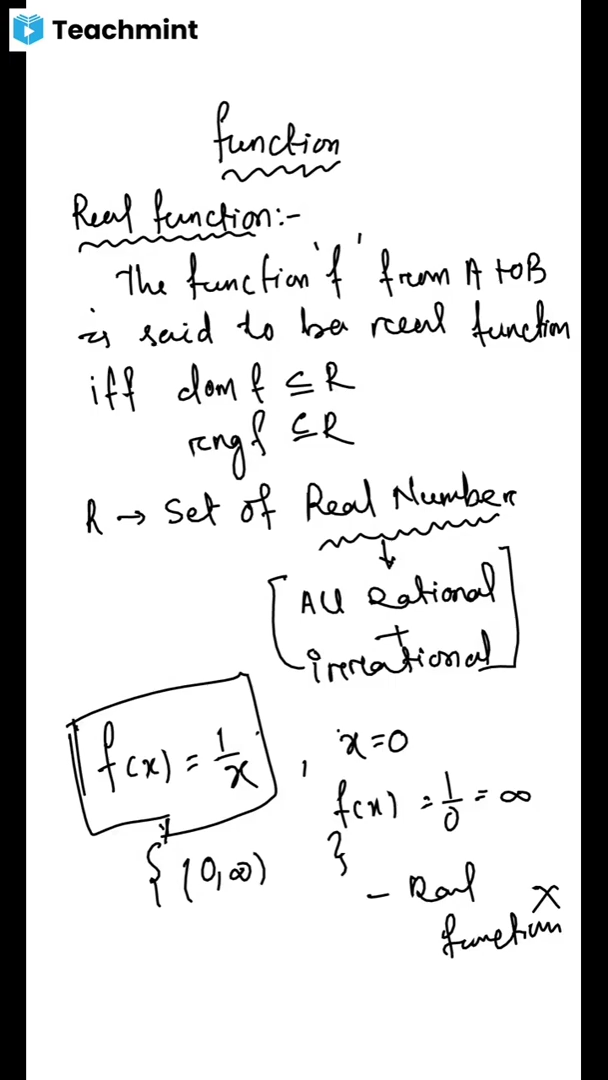 Teachmint
function
Real function:-
The function 'f' from A to B
is said to be real function
iff dom f ⊆ R
rng f ⊆ R
R → Set of Real Number
All Rational
+
irrational
f(x) = 1/x , x=0
f(x) = 1/0 = ∞
{ (0,∞) }
- Real function X